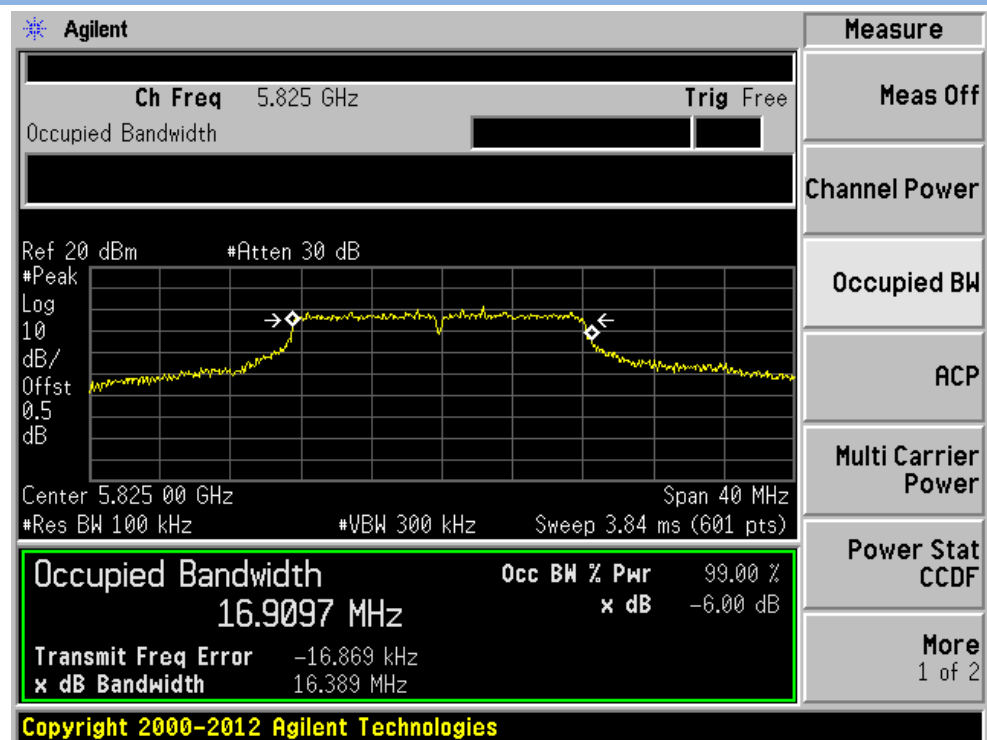 Agilent
Measure
Ch Freq 5.825 GHz Trig Free
Occupied Bandwidth
Ref 20 dBm #Atten 30 dB
#Peak
Log
10
dB/
Offst
0.5
dB
Center 5.825 00 GHz Span 40 MHz
#Res BW 100 kHz #VBW 300 kHz Sweep 3.84 ms (601 pts)
Occupied Bandwidth Occ BW % Pwr 99.00 %
16.9097 MHz x dB -6.00 dB
Transmit Freq Error -16.869 kHz
x dB Bandwidth 16.389 MHz
Copyright 2000-2012 Agilent Technologies
Meas Off
Channel Power
Occupied BW
ACP
Multi Carrier
Power
Power Stat
CCDF
More
1 of 2